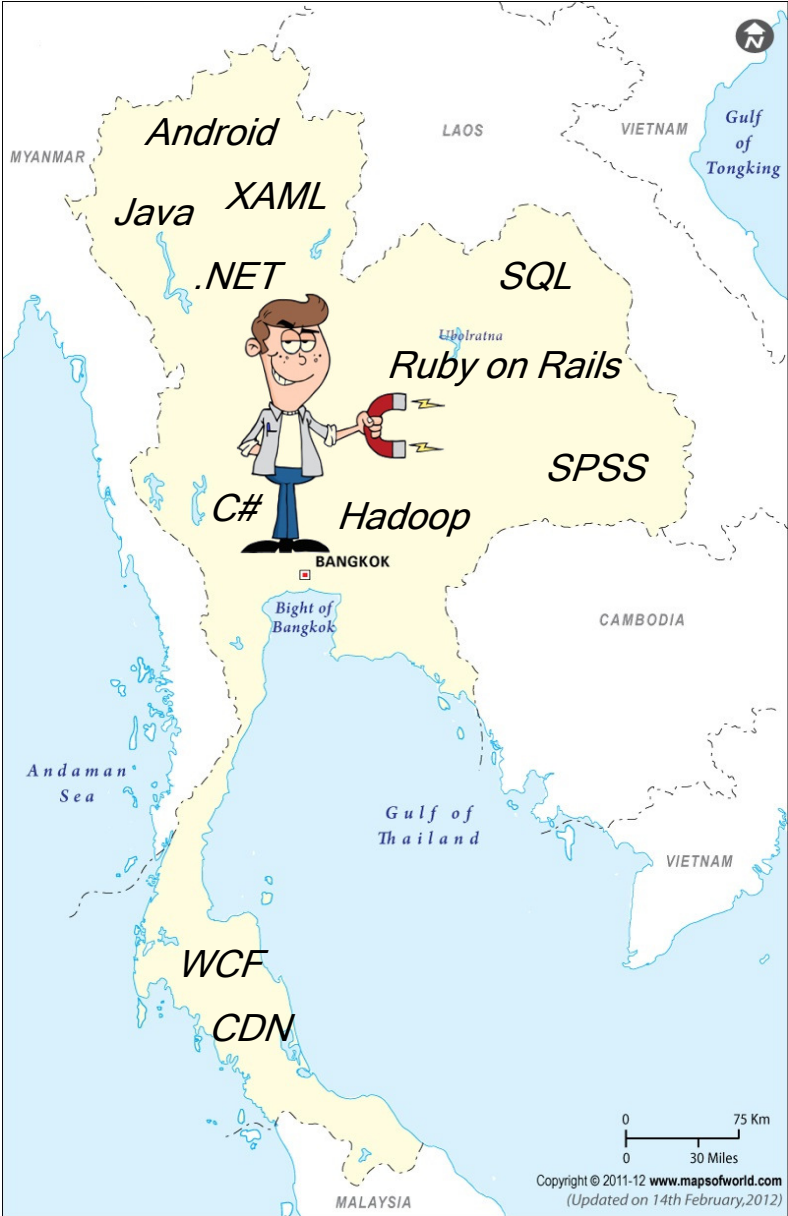 N
Gulf
of
Tongking
LAOS
VIETNAM
MYANMAR
Android
XAML
Java
.NET
SQL
Ubolratna
Ruby on Rails
SPSS
C#
Hadoop
BANGKOK
Bight of
Bangkok
CAMBODIA
Andaman
Sea
Gulf of
Thailand
VIETNAM
WCF
CDN
0 75 Km
0 30 Miles
Copyright © 2011-12 www.mapsofworld.com
(Updated on 14th February,2012)
MALAYSIA